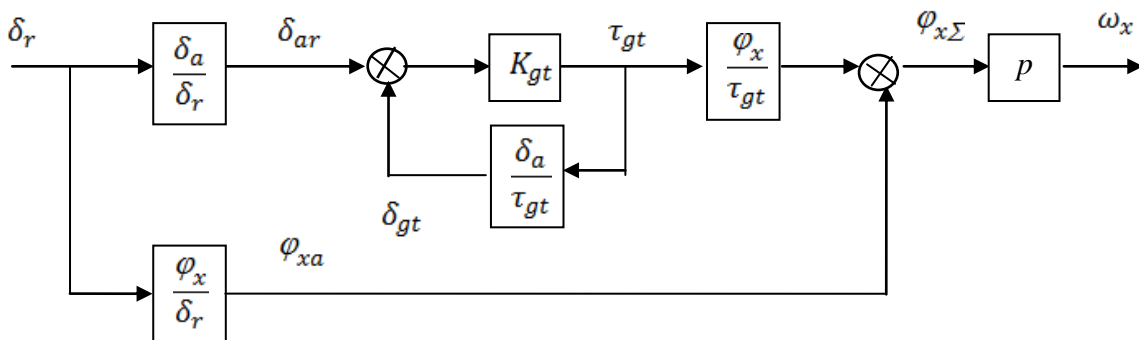 δ_r
δ_a/δ_r
δ_ar
K_gt
τ_gt
φ_x/τ_gt
φ_xΣ
p
ω_x
δ_a/τ_gt
δ_gt
φ_x/δ_r
φ_xa